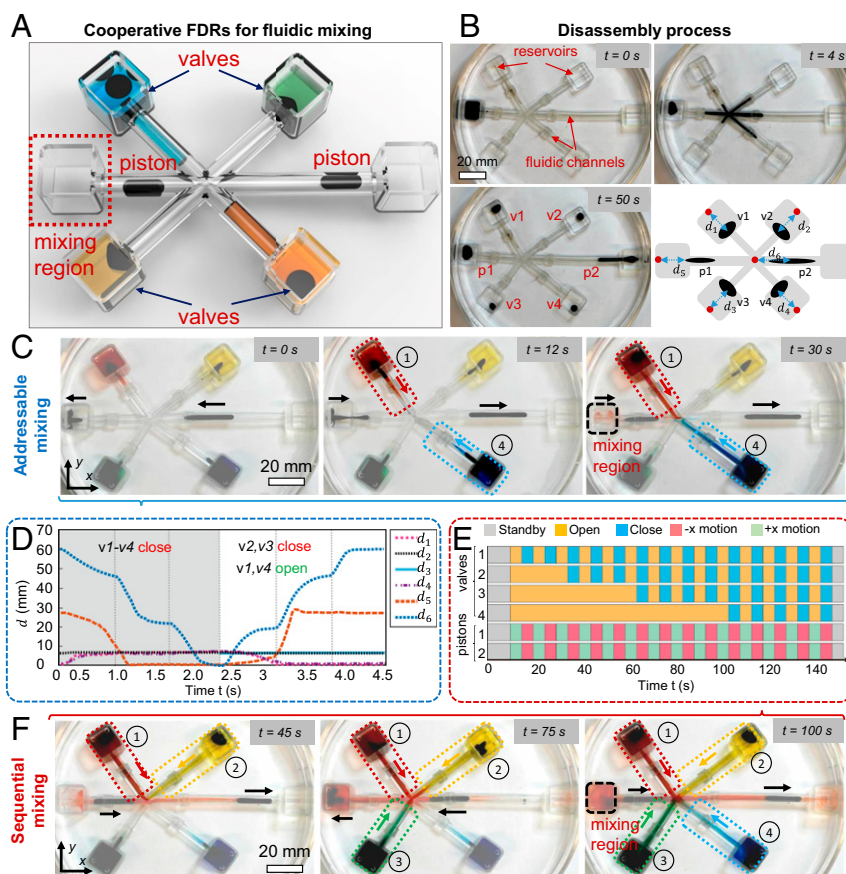 A
Cooperative FDRs for fluidic mixing
valves
piston
piston
mixing
region
valves
B
Disassembly process
reservoirs
t = 0 s
fluidic channels
20 mm
t = 4 s
t = 50 s
v1
v2
p1
p2
v3
v4
v1
v2
d1
d2
d6
d5
p1
p2
d3
v3
v4
d4
C
Addressable
mixing
t = 0 s
y
x
20 mm
t = 12 s
1
4
t = 30 s
1
mixing
region
4
D
d (mm)
70
60
50
40
30
20
10
0
v1-v4 close
v2,v3 close
v1,v4 open
d1
d2
d3
d4
d5
d6
0 0.5 1.0 1.5 2.0 2.5 3.0 3.5 4.0 4.5
Time t (s)
E
Standby
Open
Close
-x motion
+x motion
valves
1
2
3
4
pistons
1
2
0 20 40 60 80 100 120 140
Time t (s)
F
Sequential
mixing
t = 45 s
1
2
y
x
20 mm
t = 75 s
1
2
3
t = 100 s
1
2
mixing
region
3
4